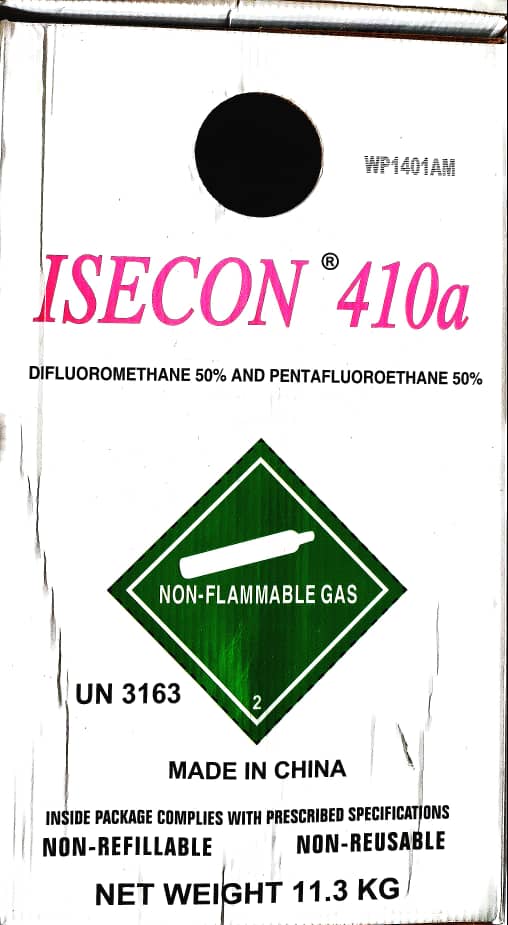 WP1401AM
ISECON® 410a
DIFLUOROMETHANE 50% AND PENTAFLUOROETHANE 50%
NON-FLAMMABLE GAS
2
UN 3163
MADE IN CHINA
INSIDE PACKAGE COMPLIES WITH PRESCRIBED SPECIFICATIONS
NON-REFILLABLE NON-REUSABLE
NET WEIGHT 11.3 KG